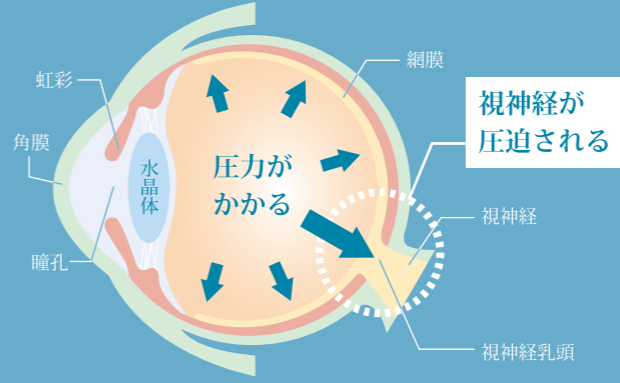 網膜
虹彩
視神経が
圧迫される
角膜
水晶体
圧力が
かかる
視神経
瞳孔
視神経乳頭